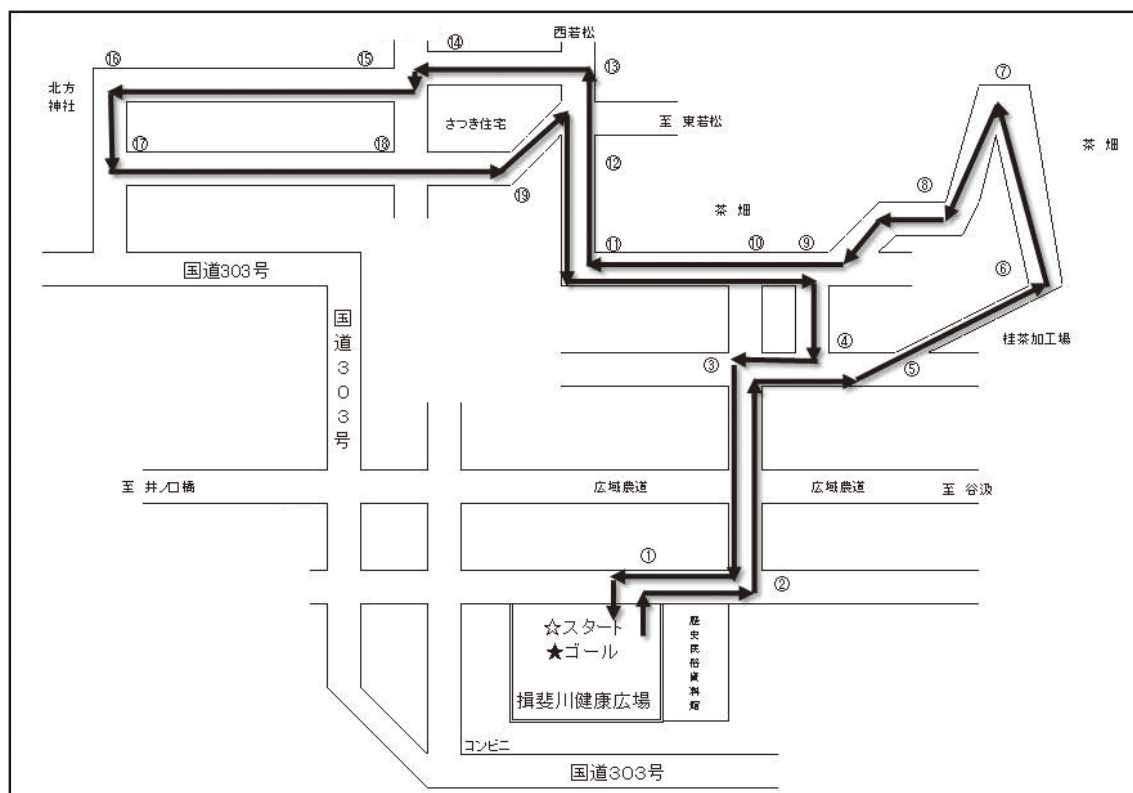 西若松
⑯
⑮
⑭
⑬
⑦
北方
神社
さつき住宅
至 東若松
茶 畑
⑰
⑱
⑫
⑲
⑧
茶 畑
⑪
⑩
⑨
⑥
国道303号
国道303号
④
桂茶加工場
③
⑤
至 井ノ口橋
広域農道
広域農道
至 谷汲
①
②
☆スタート
★ゴール
歴史民俗資料館
揖斐川健康広場
コンビニ
国道303号